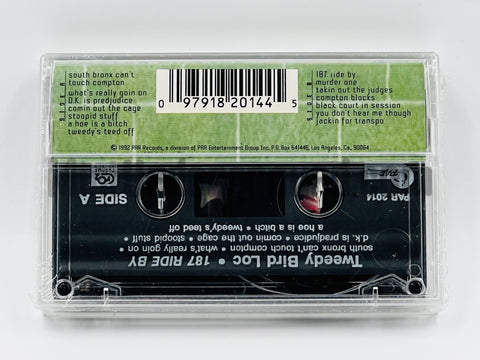 SIDE A
south bronx can't
touch compton
what's really goin on
D.K. is predjudice
comin out the cage
stoopid stuff
a hoe is a bitch
tweedy's teed off
0 97918 20144 5
SIDE B
187 ride by
murder one
takin out the judges
compton blocks
black court in session
you don't hear me though
jackin for transpo
© 1992 PAR Records, a division of PAR Entertainment Group Inc. P.O. Box 641446, Los Angeles, Ca., 90064
SIDE A
PAR 2014
Tweedy Bird Loc • 187 RIDE BY
south bronx can't touch compton • what's really goin on
d.k. is prejudice • comin out the cage • stoopid stuff •
a hoe is a bitch • tweedy's teed off